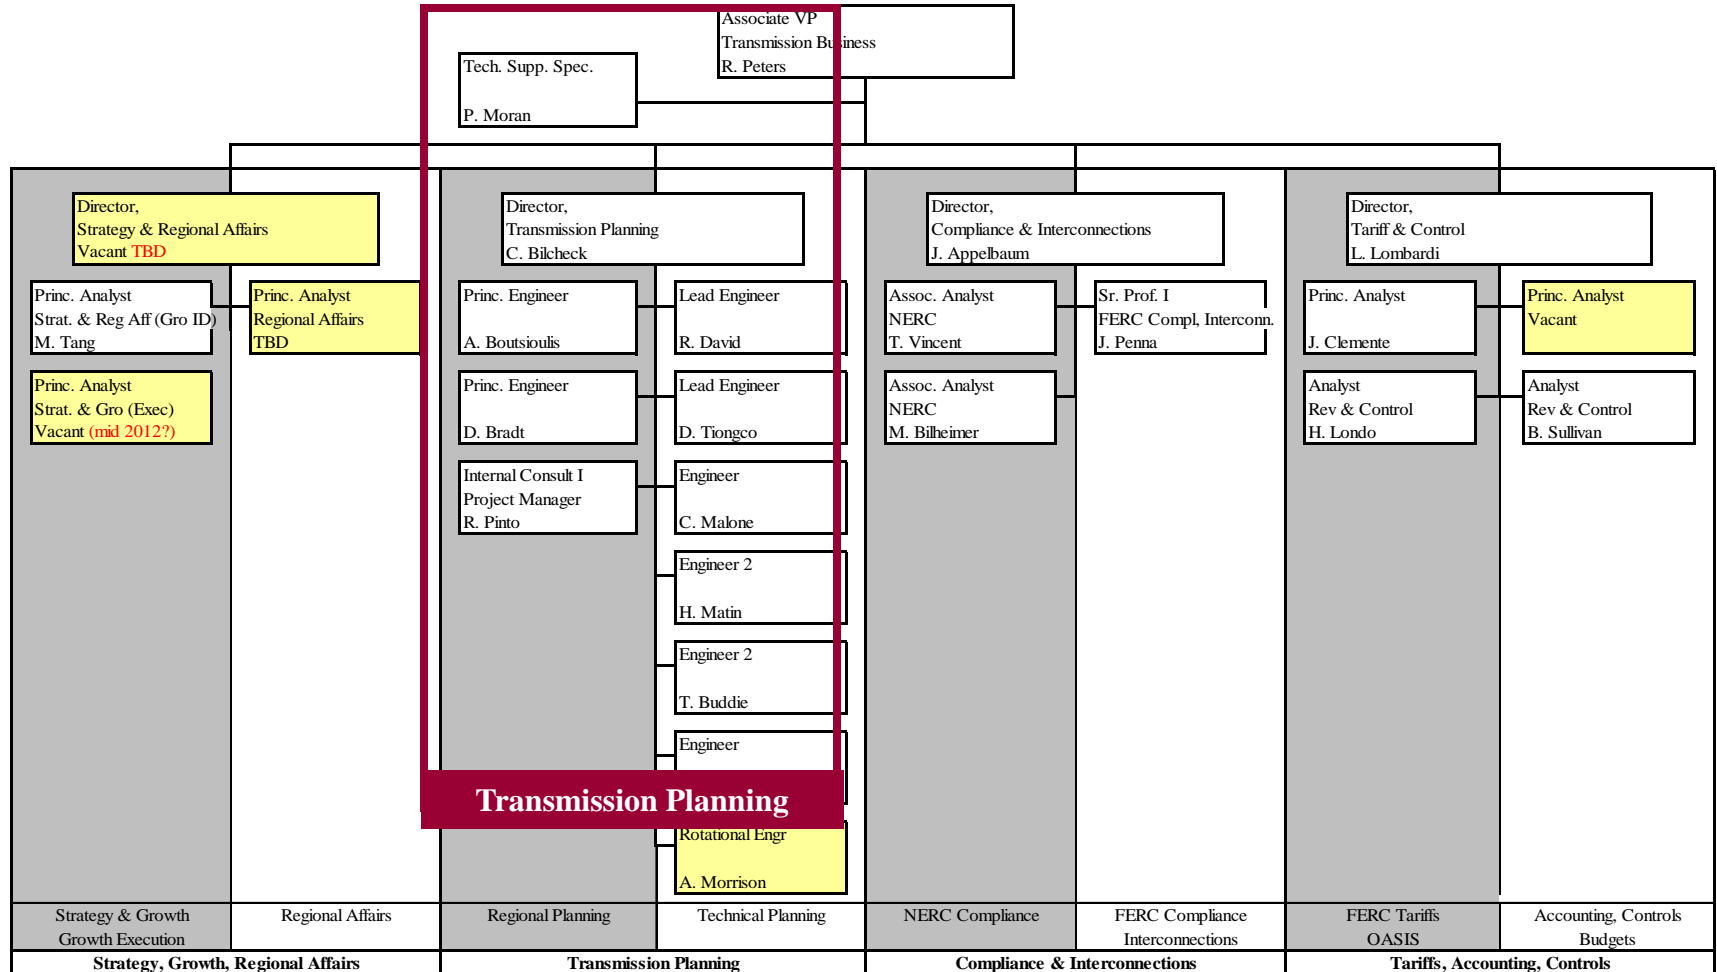 Associate VP
Transmission Business
R. Peters
Tech. Supp. Spec.
P. Moran
Director,
Strategy & Regional Affairs
Vacant TBD
Director,
Transmission Planning
C. Bilcheck
Director,
Compliance & Interconnections
J. Appelbaum
Director,
Tariff & Control
L. Lombardi
Princ. Analyst
Strat. & Reg Aff (Gro ID)
M. Tang
Princ. Analyst
Regional Affairs
TBD
Princ. Engineer
A. Boutsioulis
Lead Engineer
R. David
Assoc. Analyst
NERC
T. Vincent
Sr. Prof. I
FERC Compl, Interconn.
J. Penna
Princ. Analyst
J. Clemente
Princ. Analyst
Vacant
Princ. Analyst
Strat. & Gro (Exec)
Vacant (mid 2012?)
Princ. Engineer
D. Bradt
Lead Engineer
D. Tiongco
Assoc. Analyst
NERC
M. Bilheimer
Analyst
Rev & Control
H. Londo
Analyst
Rev & Control
B. Sullivan
Internal Consult I
Project Manager
R. Pinto
Engineer
C. Malone
Engineer 2
H. Matin
Engineer 2
T. Buddie
Engineer
Transmission Planning
Rotational Engr
A. Morrison
Strategy & Growth
Growth Execution
Regional Affairs
Regional Planning
Technical Planning
NERC Compliance
FERC Compliance
Interconnections
FERC Tariffs
OASIS
Accounting, Controls
Budgets
Strategy, Growth, Regional Affairs
Transmission Planning
Compliance & Interconnections
Tariffs, Accounting, Controls